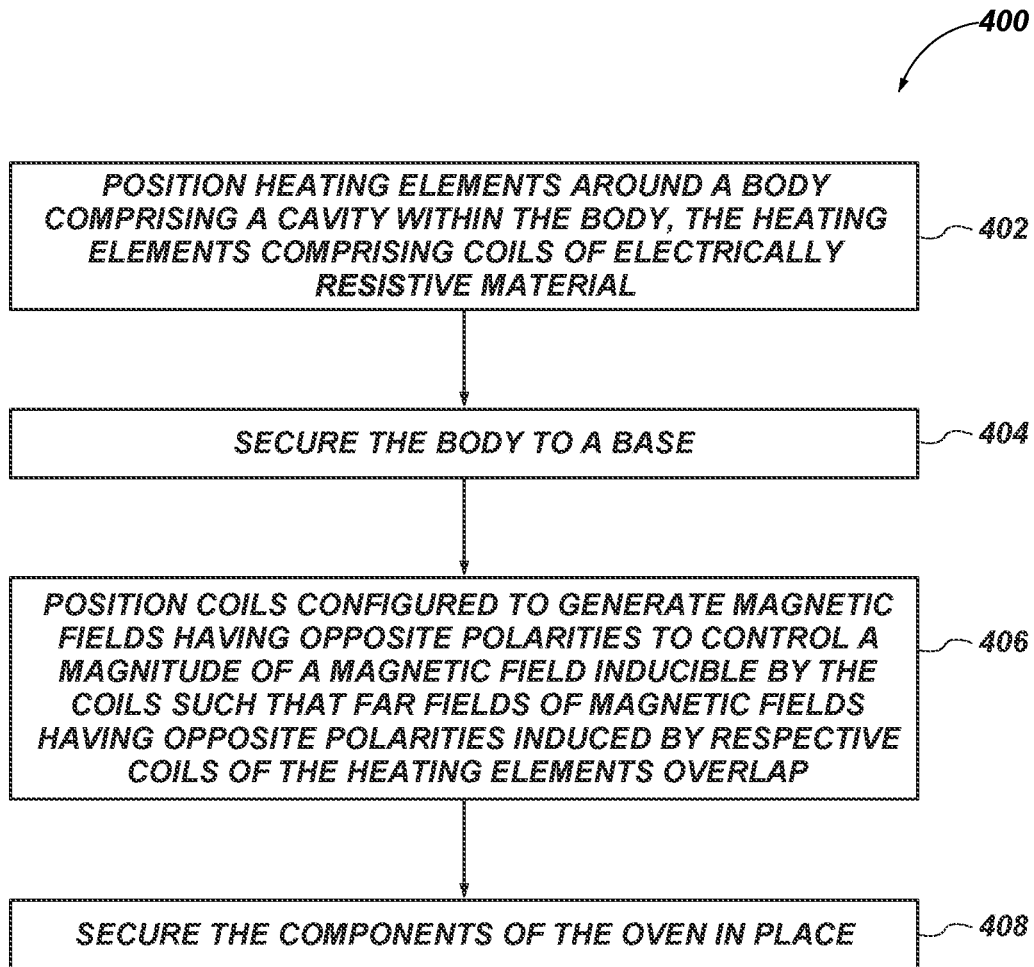 400
POSITION HEATING ELEMENTS AROUND A BODY
COMPRISING A CAVITY WITHIN THE BODY, THE HEATING
ELEMENTS COMPRISING COILS OF ELECTRICALLY
RESISTIVE MATERIAL
402
SECURE THE BODY TO A BASE
404
POSITION COILS CONFIGURED TO GENERATE MAGNETIC
FIELDS HAVING OPPOSITE POLARITIES TO CONTROL A
MAGNITUDE OF A MAGNETIC FIELD INDUCIBLE BY THE
COILS SUCH THAT FAR FIELDS OF MAGNETIC FIELDS
HAVING OPPOSITE POLARITIES INDUCED BY RESPECTIVE
COILS OF THE HEATING ELEMENTS OVERLAP
406
SECURE THE COMPONENTS OF THE OVEN IN PLACE
408